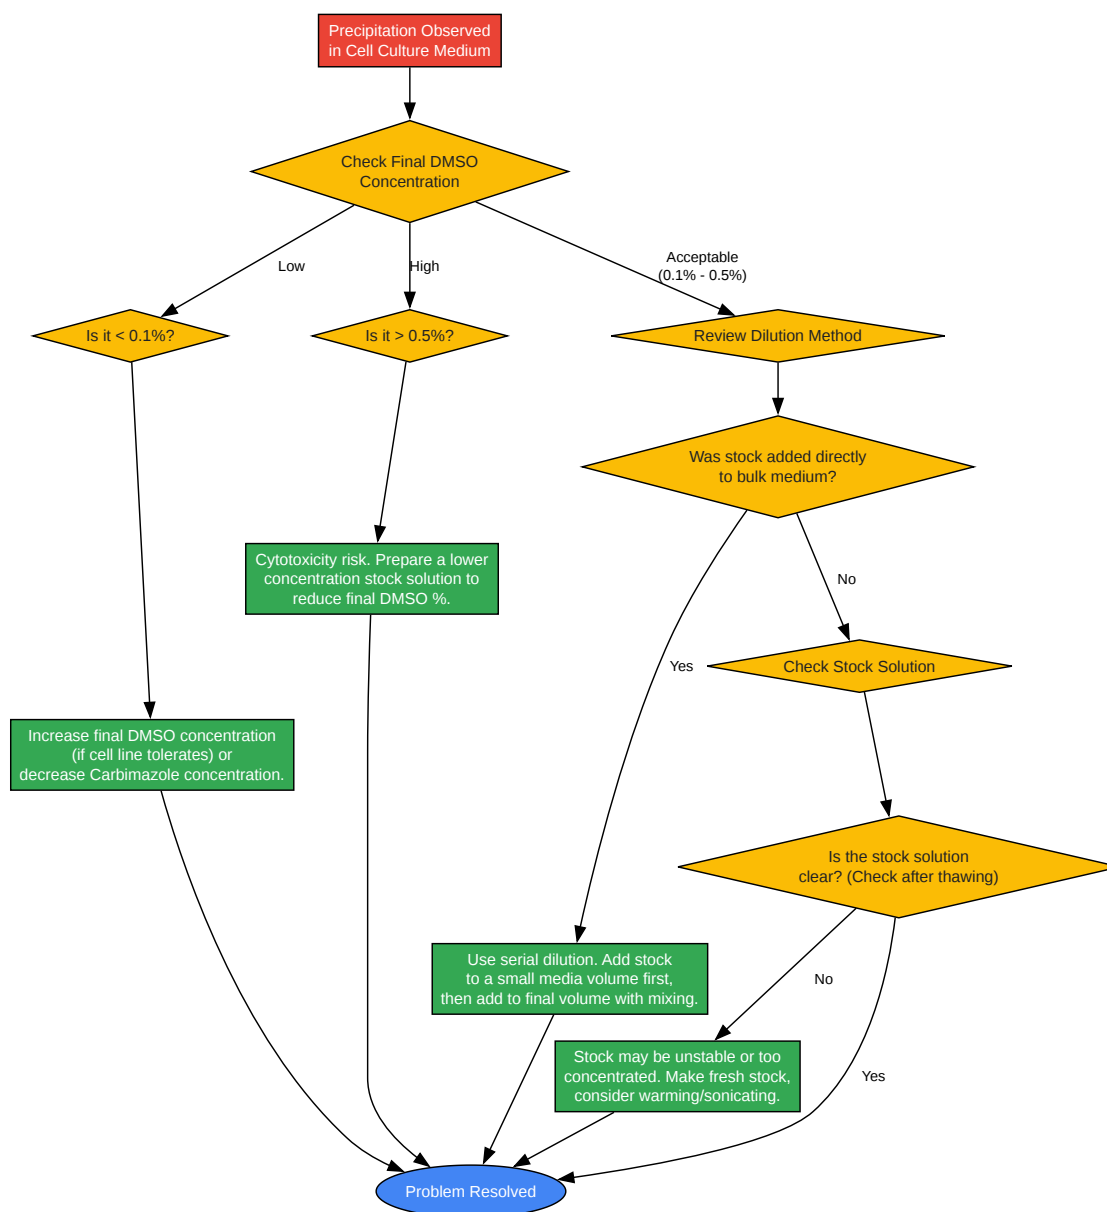 Precipitation Observed
in Cell Culture Medium
Check Final DMSO
Concentration
Low
High
Acceptable
(0.1% - 0.5%)
Is it < 0.1%?
Is it > 0.5%?
Review Dilution Method
Was stock added directly
to bulk medium?
Cytotoxicity risk. Prepare a lower
concentration stock solution to
reduce final DMSO %.
No
Yes
Check Stock Solution
Increase final DMSO concentration
(if cell line tolerates) or
decrease Carbimazole concentration.
Is the stock solution
clear? (Check after thawing)
Use serial dilution. Add stock
to a small media volume first,
then add to final volume with mixing.
No
Stock may be unstable or too
concentrated. Make fresh stock,
consider warming/sonicating.
Yes
Problem Resolved